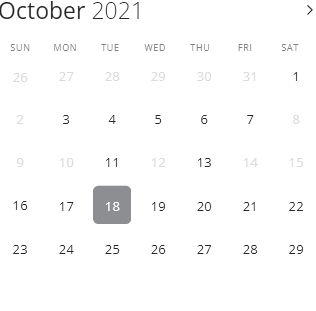 October 2021
SUN MON TUE WED THU FRI SAT
26 27 28 29 30 31 1
2 3 4 5 6 7 8
9 10 11 12 13 14 15
16 17 18 19 20 21 22
23 24 25 26 27 28 29